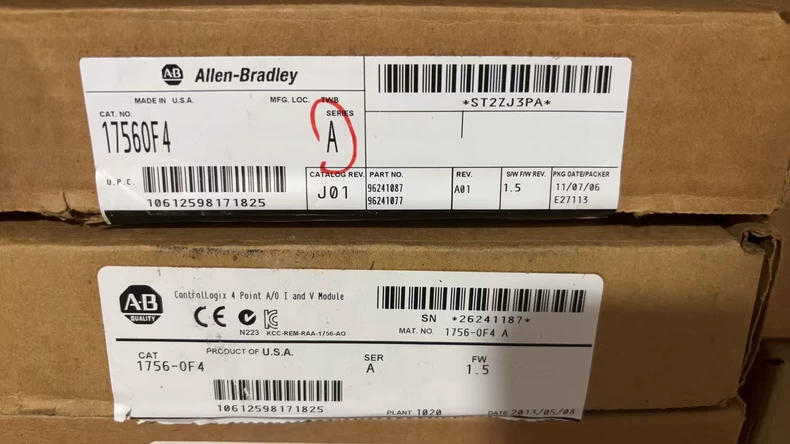 AB Allen-Bradley
MADE IN U.S.A. MFG. LOC. TWB
CAT. NO. SERIES
1756OF4 A
U.P.C.
10612598171825
*ST2ZJ3PA*
CATALOG REV. PART NO. REV. S/W F/W REV. PKG DATE/PACKER
J01 96241087 A01 1.5 11/07/06
96241077 E27113
A-B
QUALITY
ControlLogix 4 Point A/O I and V Module
CE
N223 KCC-REM-RAA-1756-AO
SN *26241187*
MAT. NO. 1756-OF4 A
PRODUCT OF U.S.A.
CAT SER FW
1756-OF4 A 1.5
10612598171825
PLANT 1020 DATE 2013/05/08